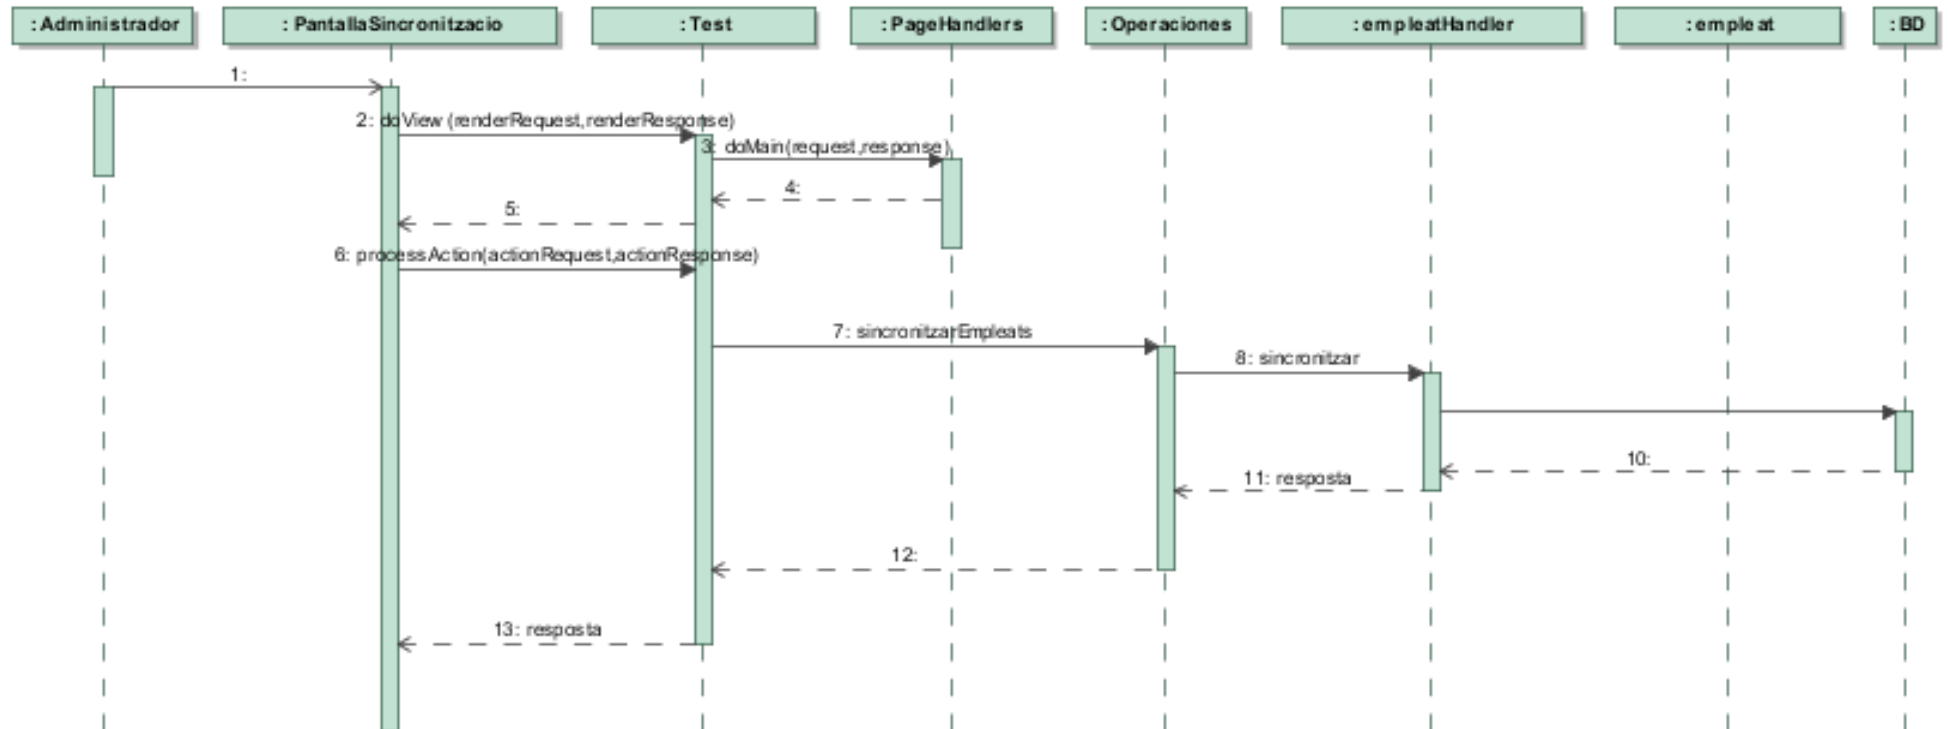 : Administrador
: PantallaSincronitzacio
: Test
: PageHandlers
: Operaciones
: empleatHandler
: empleat
: BD
1:
2: doView (renderRequest,renderResponse)
3: doMain(request,response)
4:
5:
6: processAction(actionRequest,actionResponse)
7: sincronitzarEmpleats
8: sincronitzar
10:
11: resposta
12:
13: resposta